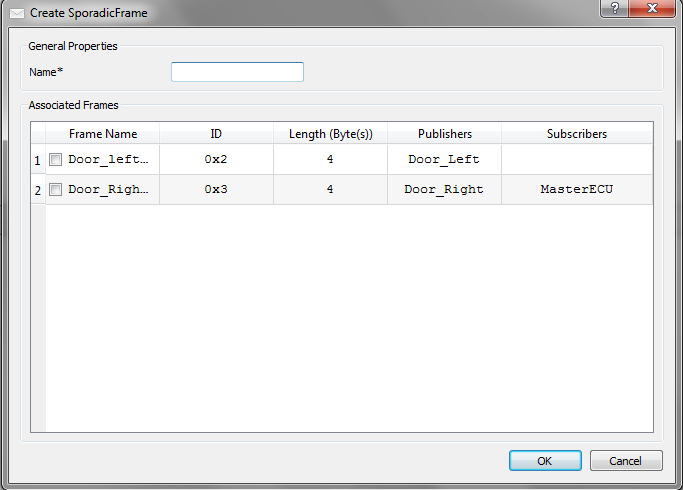 Create SporadicFrame
General Properties
Name*
Associated Frames
Frame Name ID Length (Byte(s)) Publishers Subscribers
1 Door_left... 0x2 4 Door_Left
2 Door_Righ... 0x3 4 Door_Right MasterECU
OK Cancel